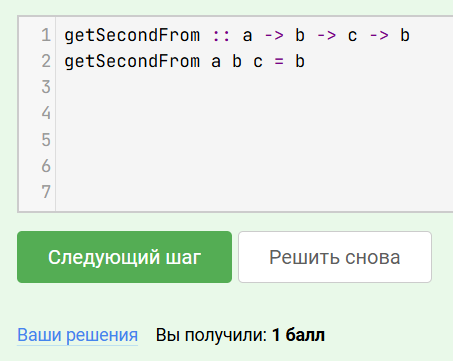 1 getSecondFrom :: a -> b -> c -> b
2 getSecondFrom a b c = b
3
4
5
6
7
Следующий шаг Решить снова
Ваши решения Вы получили: 1 балл